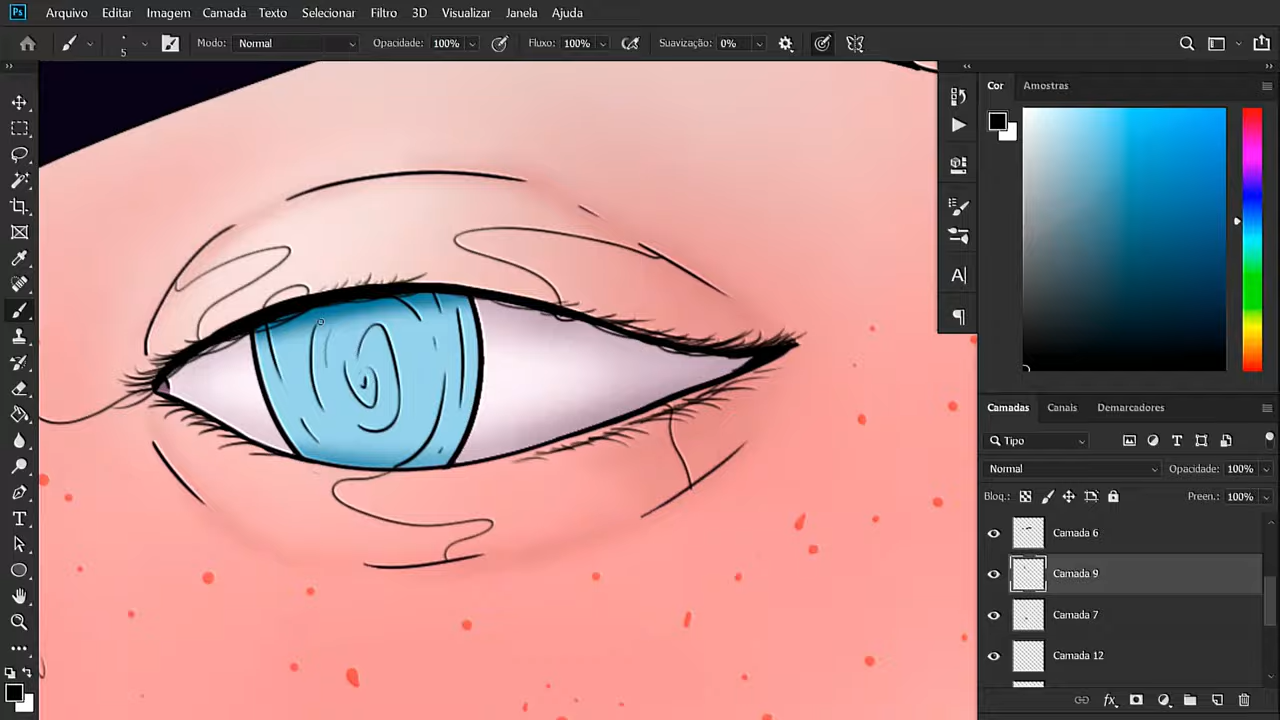 Ps Arquivo Editar Imagem Camada Texto Selecionar Filtro 3D Visualizar Janela Ajuda
5 Modo: Normal Opacidade: 100% Fluxo: 100% Suavização: 0%
Cor Amostras
Camadas Canais Demarcadores
Tipo
Normal Opacidade: 100%
Bloq.: Preen.: 100%
Camada 6
Camada 9
Camada 7
Camada 12